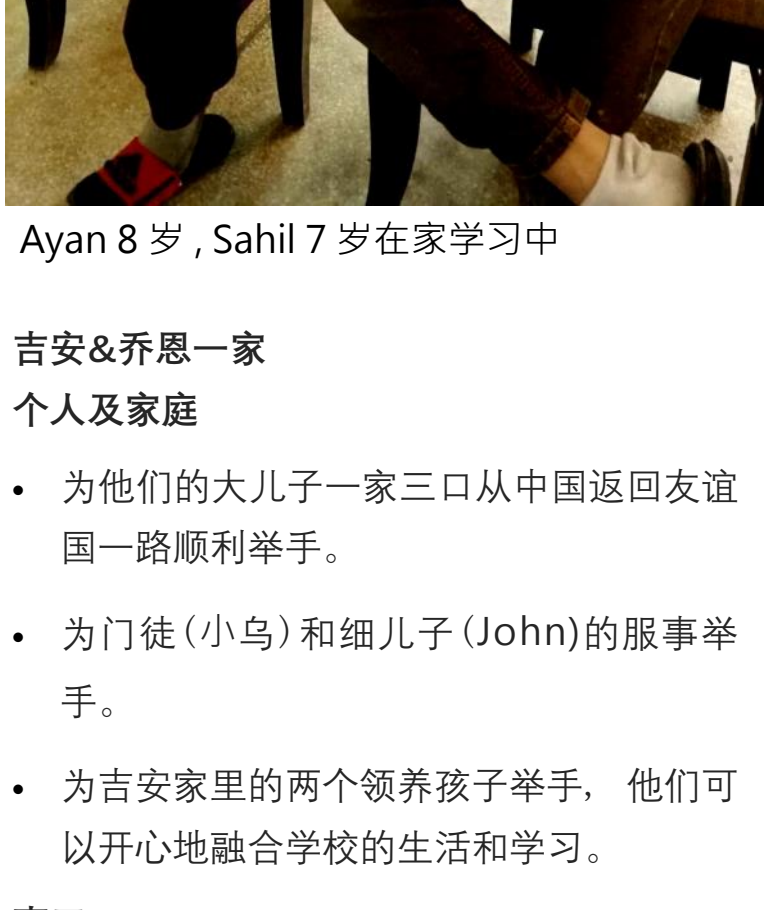 Ayan 8 岁 , Sahil 7 岁在家学习中
吉安&乔恩一家
个人及家庭
• 为他们的大儿子一家三口从中国返回友谊
国一路顺利举手。
• 为门徒(小乌)和细儿子(John)的服事举
手。
• 为吉安家里的两个领养孩子举手, 他们可
以开心地融合学校的生活和学习。